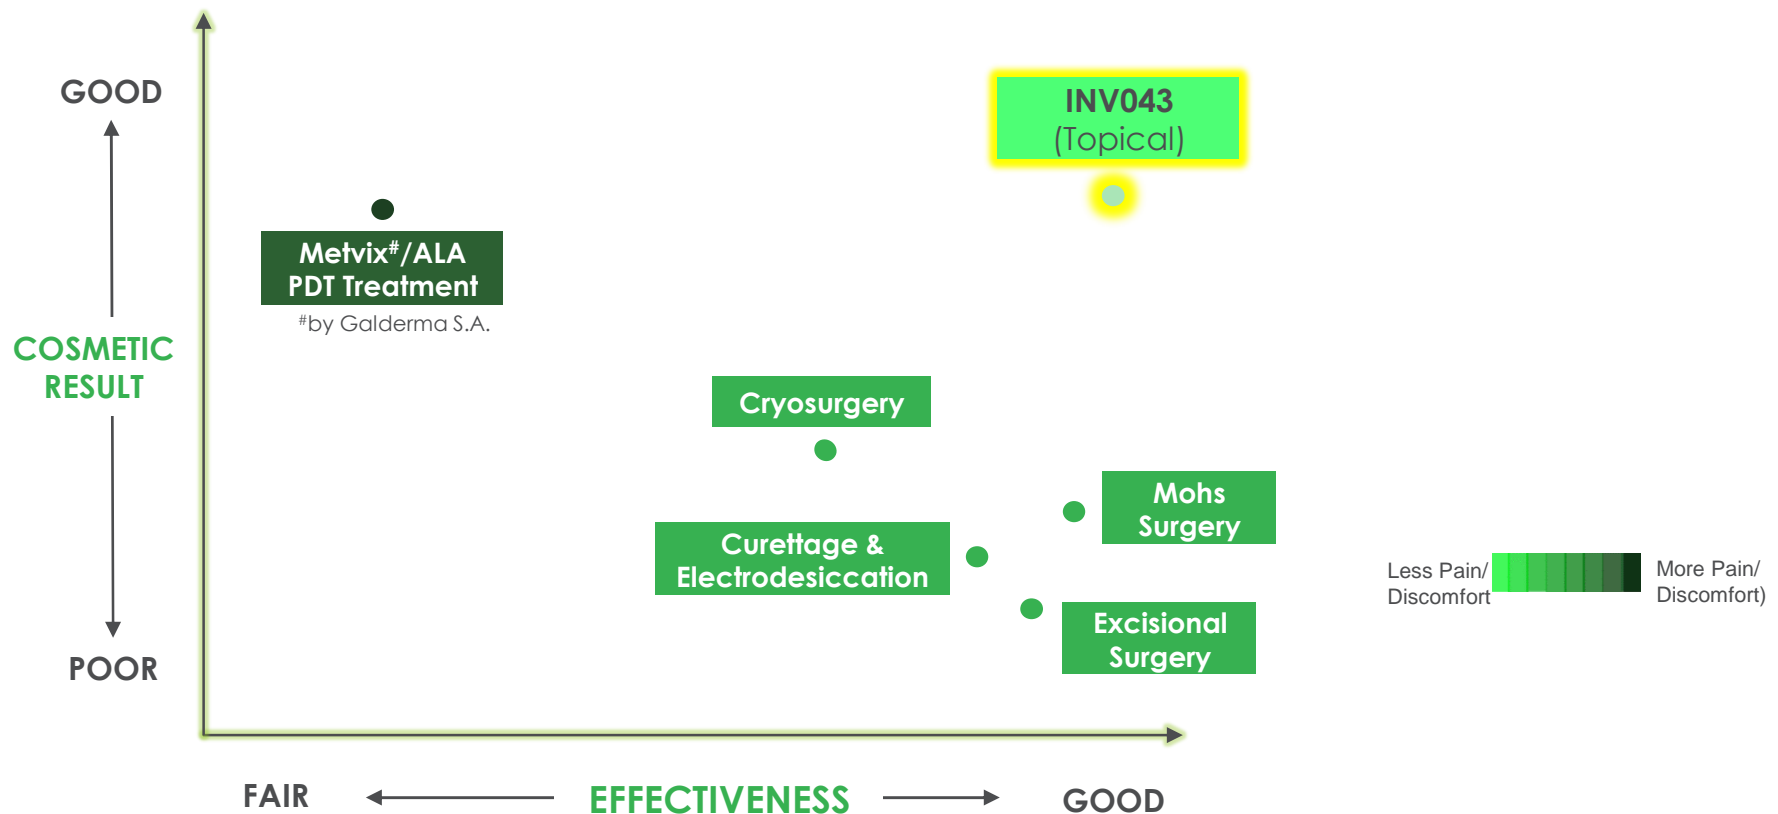 GOOD
INV043
(Topical)
Metvix#/ALA
PDT Treatment
#by Galderma S.A.
COSMETIC
RESULT
Cryosurgery
Mohs
Surgery
Curettage &
Electrodesiccation
Less Pain/
Discomfort
More Pain/
Discomfort)
Excisional
Surgery
POOR
FAIR
EFFECTIVENESS
GOOD